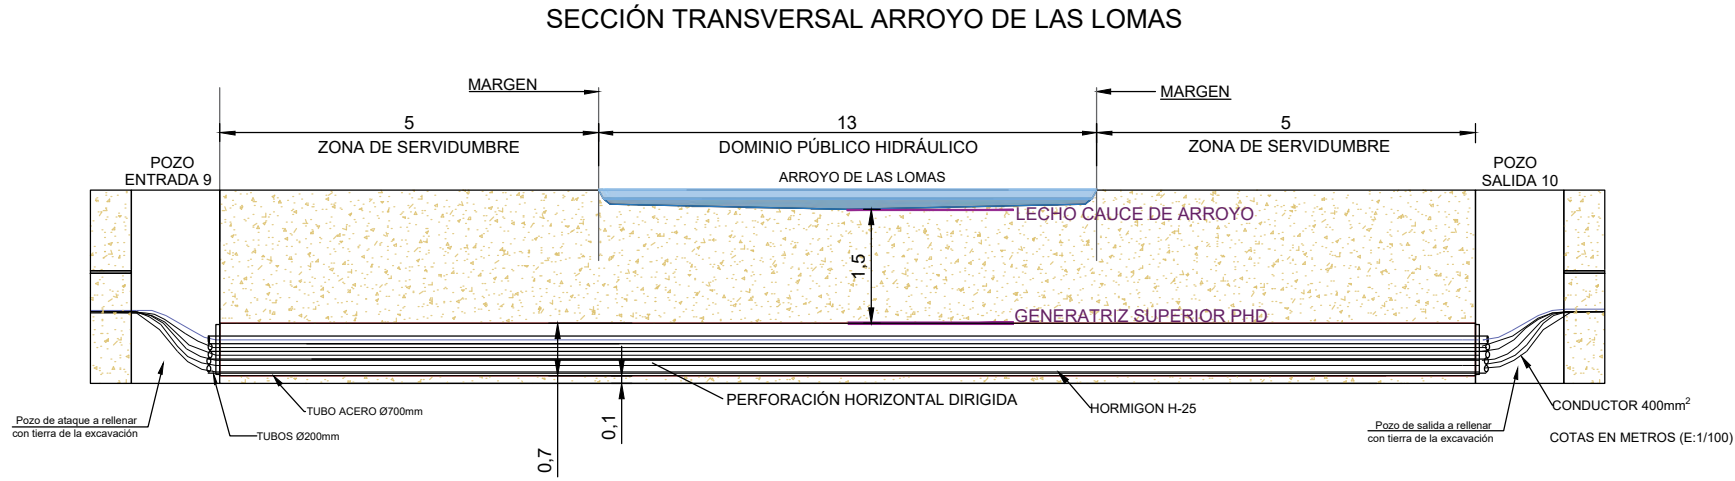 SECCIÓN TRANSVERSAL ARROYO DE LAS LOMAS
MARGEN
MARGEN
5
13
5
ZONA DE SERVIDUMBRE
DOMINIO PÚBLICO HIDRÁULICO
ZONA DE SERVIDUMBRE
POZO
ENTRADA 9
ARROYO DE LAS LOMAS
POZO
SALIDA 10
LECHO CAUCE DE ARROYO
1,5
GENERATRIZ SUPERIOR PHD
PERFORACIÓN HORIZONTAL DIRIGIDA
TUBO ACERO Ø700mm
HORMIGON H-25
CONDUCTOR 400mm²
Pozo de ataque a rellenar
con tierra de la excavación
TUBOS Ø200mm
0,1
0,7
Pozo de salida a rellenar
con tierra de la excavación
COTAS EN METROS (E:1/100)